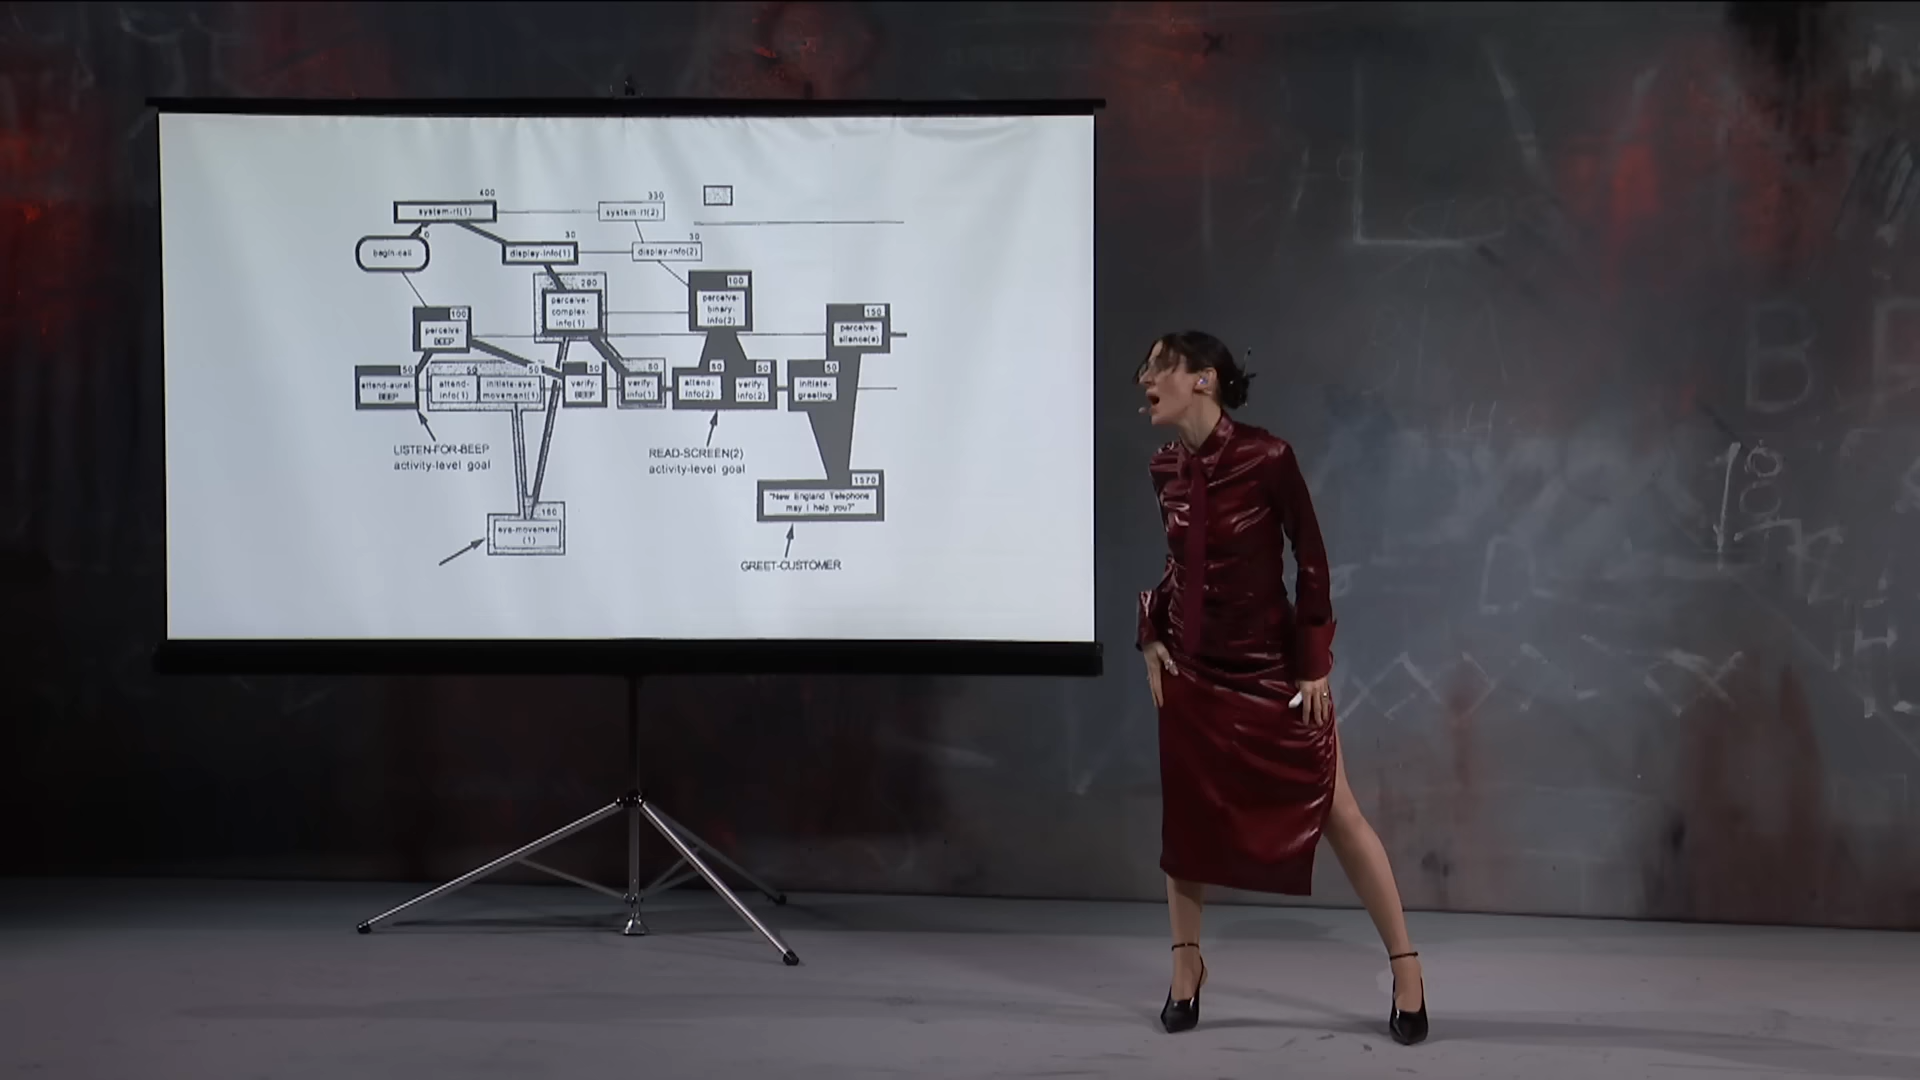 400
system-rt(1)
330
system-rt(2)
0
begin-call
30
display-info(1)
30
display-info(2)
280
perceive-
complex-
info(1)
100
perceive-
binary-
info(2)
100
perceive-
BEEP
150
perceive-
silence(a)
50
attend-aural-
BEEP
50
attend-
info(1)
50
initiate-eye-
movement(1)
50
verify-
BEEP
50
verify-
info(1)
50
attend-
info(2)
50
verify-
info(2)
50
initiate-
greeting
LISTEN-FOR-BEEP
activity-level goal
READ-SCREEN(2)
activity-level goal
1570
"New England Telephone
may I help you?"
eye-movement
(1)
GREET-CUSTOMER
B